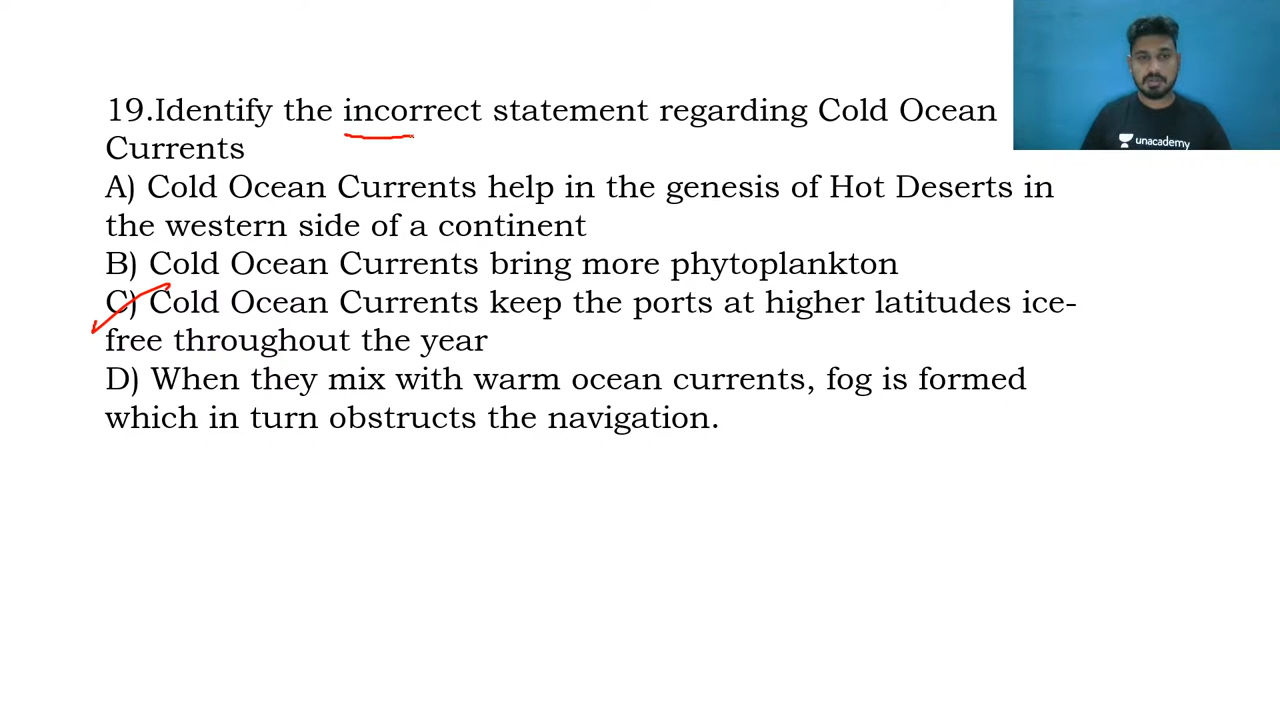 19.Identify the incorrect statement regarding Cold Ocean
Currents
A) Cold Ocean Currents help in the genesis of Hot Deserts in
the western side of a continent
B) Cold Ocean Currents bring more phytoplankton
C) Cold Ocean Currents keep the ports at higher latitudes ice-
free throughout the year
D) When they mix with warm ocean currents, fog is formed
which in turn obstructs the navigation.
unacademy